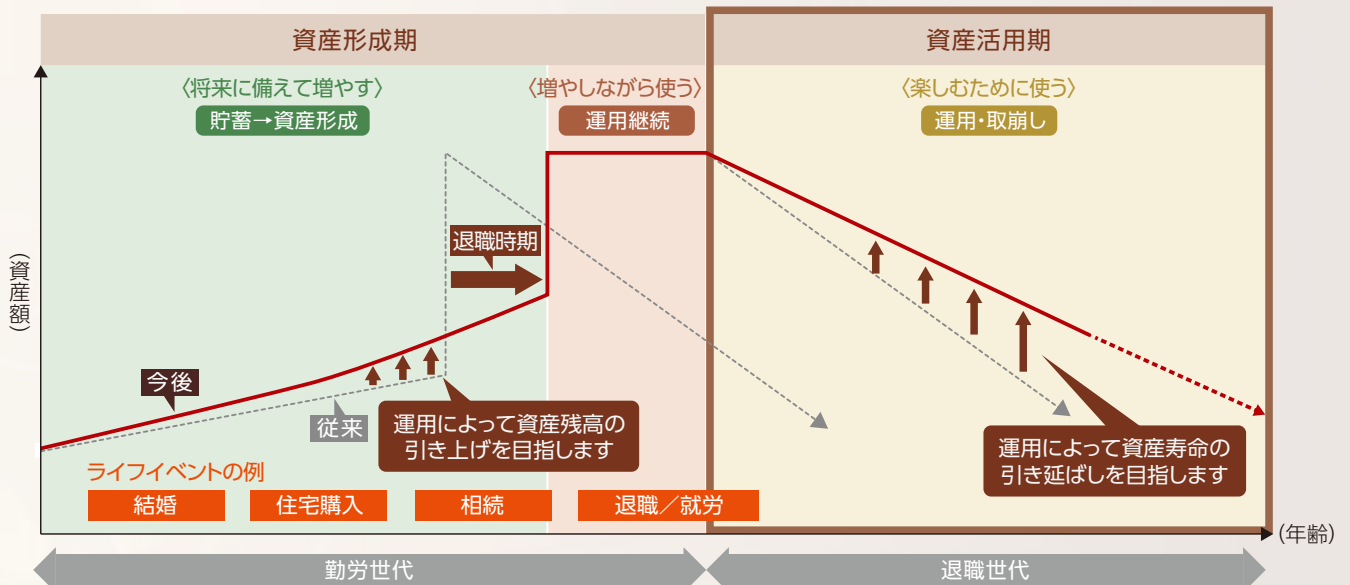 資産形成期
資産活用期
〈将来に備えて増やす〉
〈増やしながら使う〉
〈楽しむために使う〉
貯蓄→資産形成
運用継続
運用・取崩し
(資産額)
退職時期
今後
従来
運用によって資産残高の
引き上げを目指します
運用によって資産寿命の
引き延ばしを目指します
ライフイベントの例
結婚
住宅購入
相続
退職／就労
(年齢)
勤労世代
退職世代